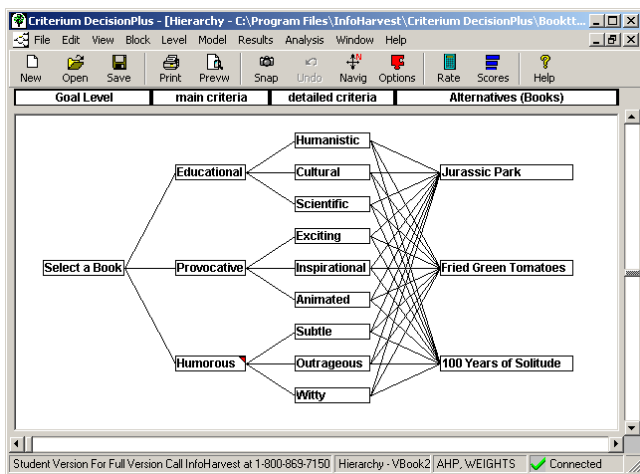 Criterium DecisionPlus - [Hierarchy - C:\Program Files\InfoHarvest\Criterium DecisionPlus\Booktt...
File Edit View Block Level Model Results Analysis Window Help
New Open Save Print Prevw Snap Undo Navig Options Rate Scores Help
Goal Level main criteria detailed criteria Alternatives (Books)
Humanistic
Educational Cultural Jurassic Park
Scientific
Exciting
Select a Book Provocative Inspirational Fried Green Tomatoes
Animated
Subtle
Humorous Outrageous 100 Years of Solitude
Witty
Student Version For Full Version Call InfoHarvest at 1-800-869-7150 Hierarchy - VBook2 AHP, WEIGHTS Connected